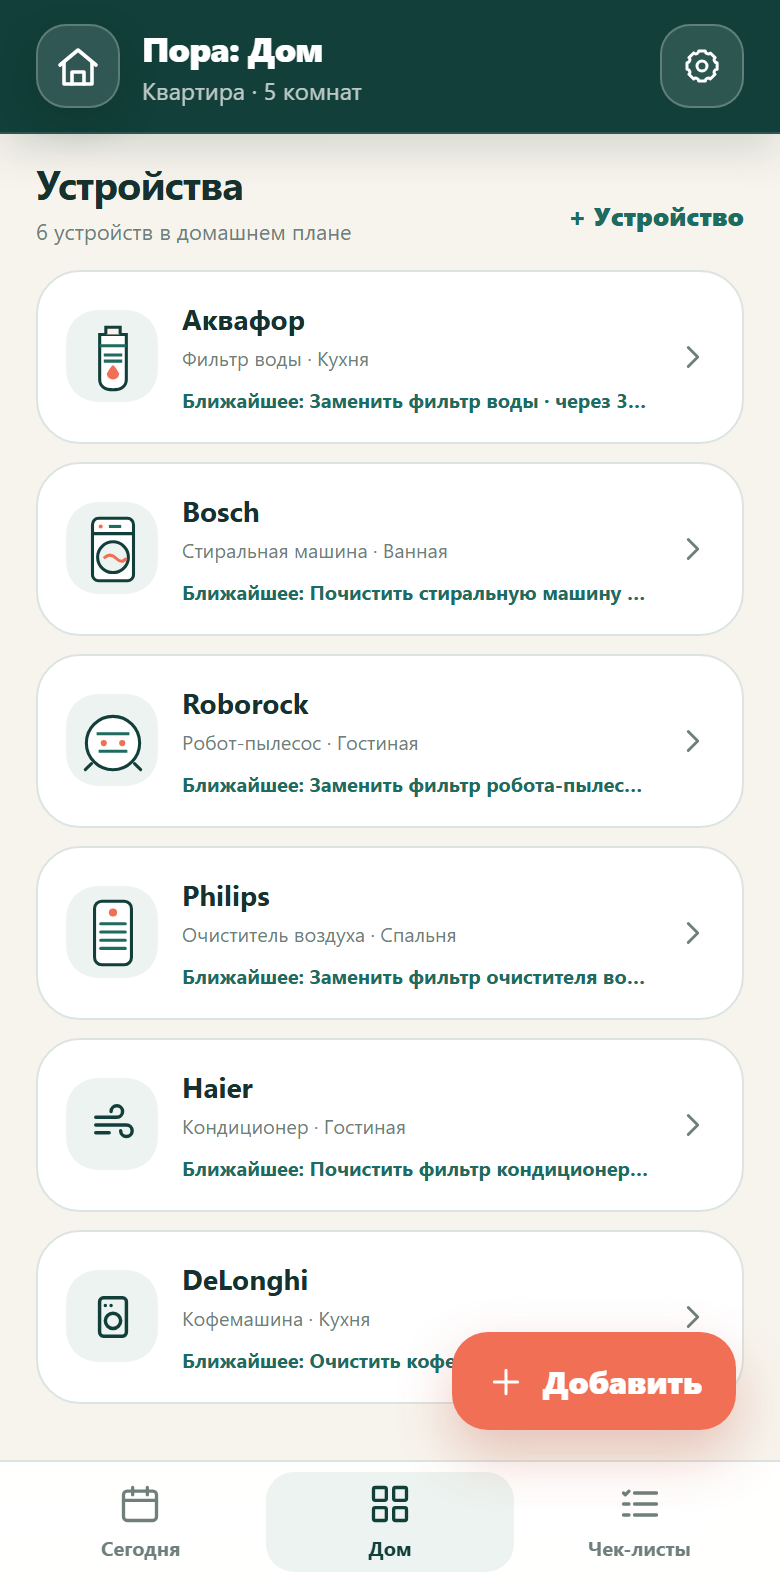 Пора: Дом
Квартира · 5 комнат
Устройства
6 устройств в домашнем плане
+ Устройство
Аквафор
Фильтр воды · Кухня
Ближайшее: Заменить фильтр воды · через 3...
Bosch
Стиральная машина · Ванная
Ближайшее: Почистить стиральную машину ...
Roborock
Робот-пылесос · Гостиная
Ближайшее: Заменить фильтр робота-пылес...
Philips
Очиститель воздуха · Спальня
Ближайшее: Заменить фильтр очистителя во...
Haier
Кондиционер · Гостиная
Ближайшее: Почистить фильтр кондиционер...
DeLonghi
Кофемашина · Кухня
Ближайшее: Очистить кофе
+ Добавить
Сегодня
Дом
Чек-листы